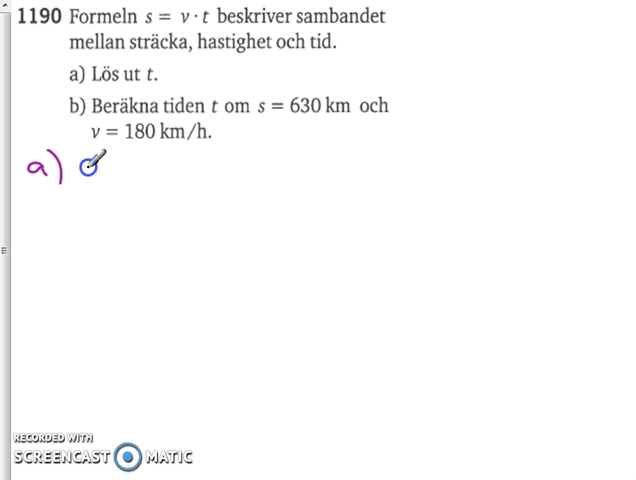 1190 Formeln s = v · t beskriver sambandet
mellan sträcka, hastighet och tid.
a) Lös ut t.
b) Beräkna tiden t om s = 630 km och
v = 180 km/h.
a)
RECORDED WITH
SCREENCAST MATIC